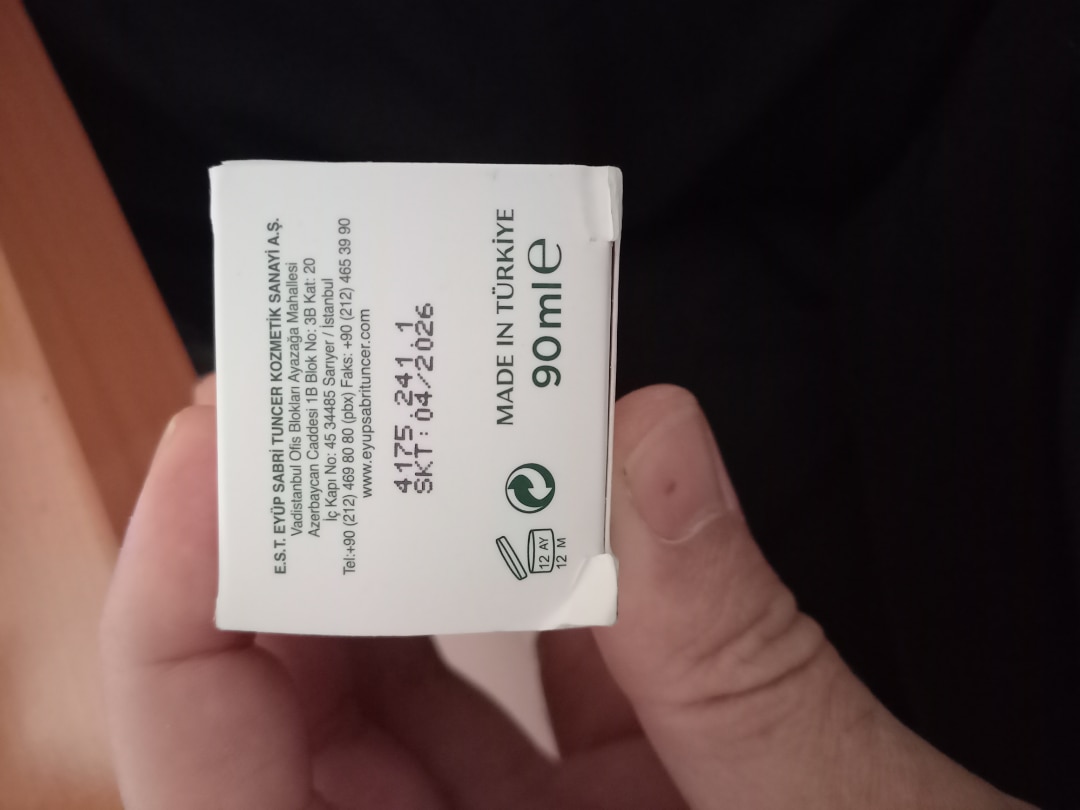 E.S.T. EYÜP SABRİ TUNCER KOZMETİK SANAYİ A.Ş.
Vadistanbul Ofis Blokları Ayazağa Mahallesi
Azerbaycan Caddesi 1B Blok No: 3B Kat: 20
İç Kapı No: 45 34485 Sarıyer / İstanbul
Tel:+90 (212) 469 80 80 (pbx) Faks: +90 (212) 465 39 90
www.eyupsabrituncer.com
4175.241.1
SKT: 04/2026
MADE IN TÜRKİYE
90ml e
12 AY
12 M